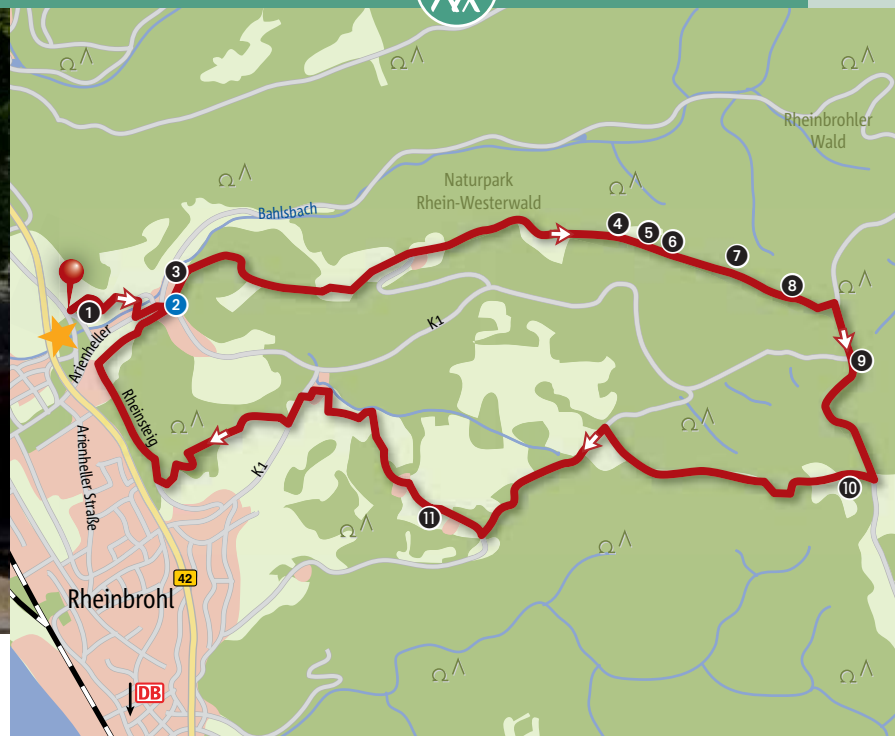 Rheinbrohler
Wald
Naturpark
Rhein-Westerwald
Bahlsbach
4
5
6
7
3
8
1
2
Arienheller
K1
9
Rheinsteig
Arienheller Straße
K1
10
11
42
Rheinbrohl
DB